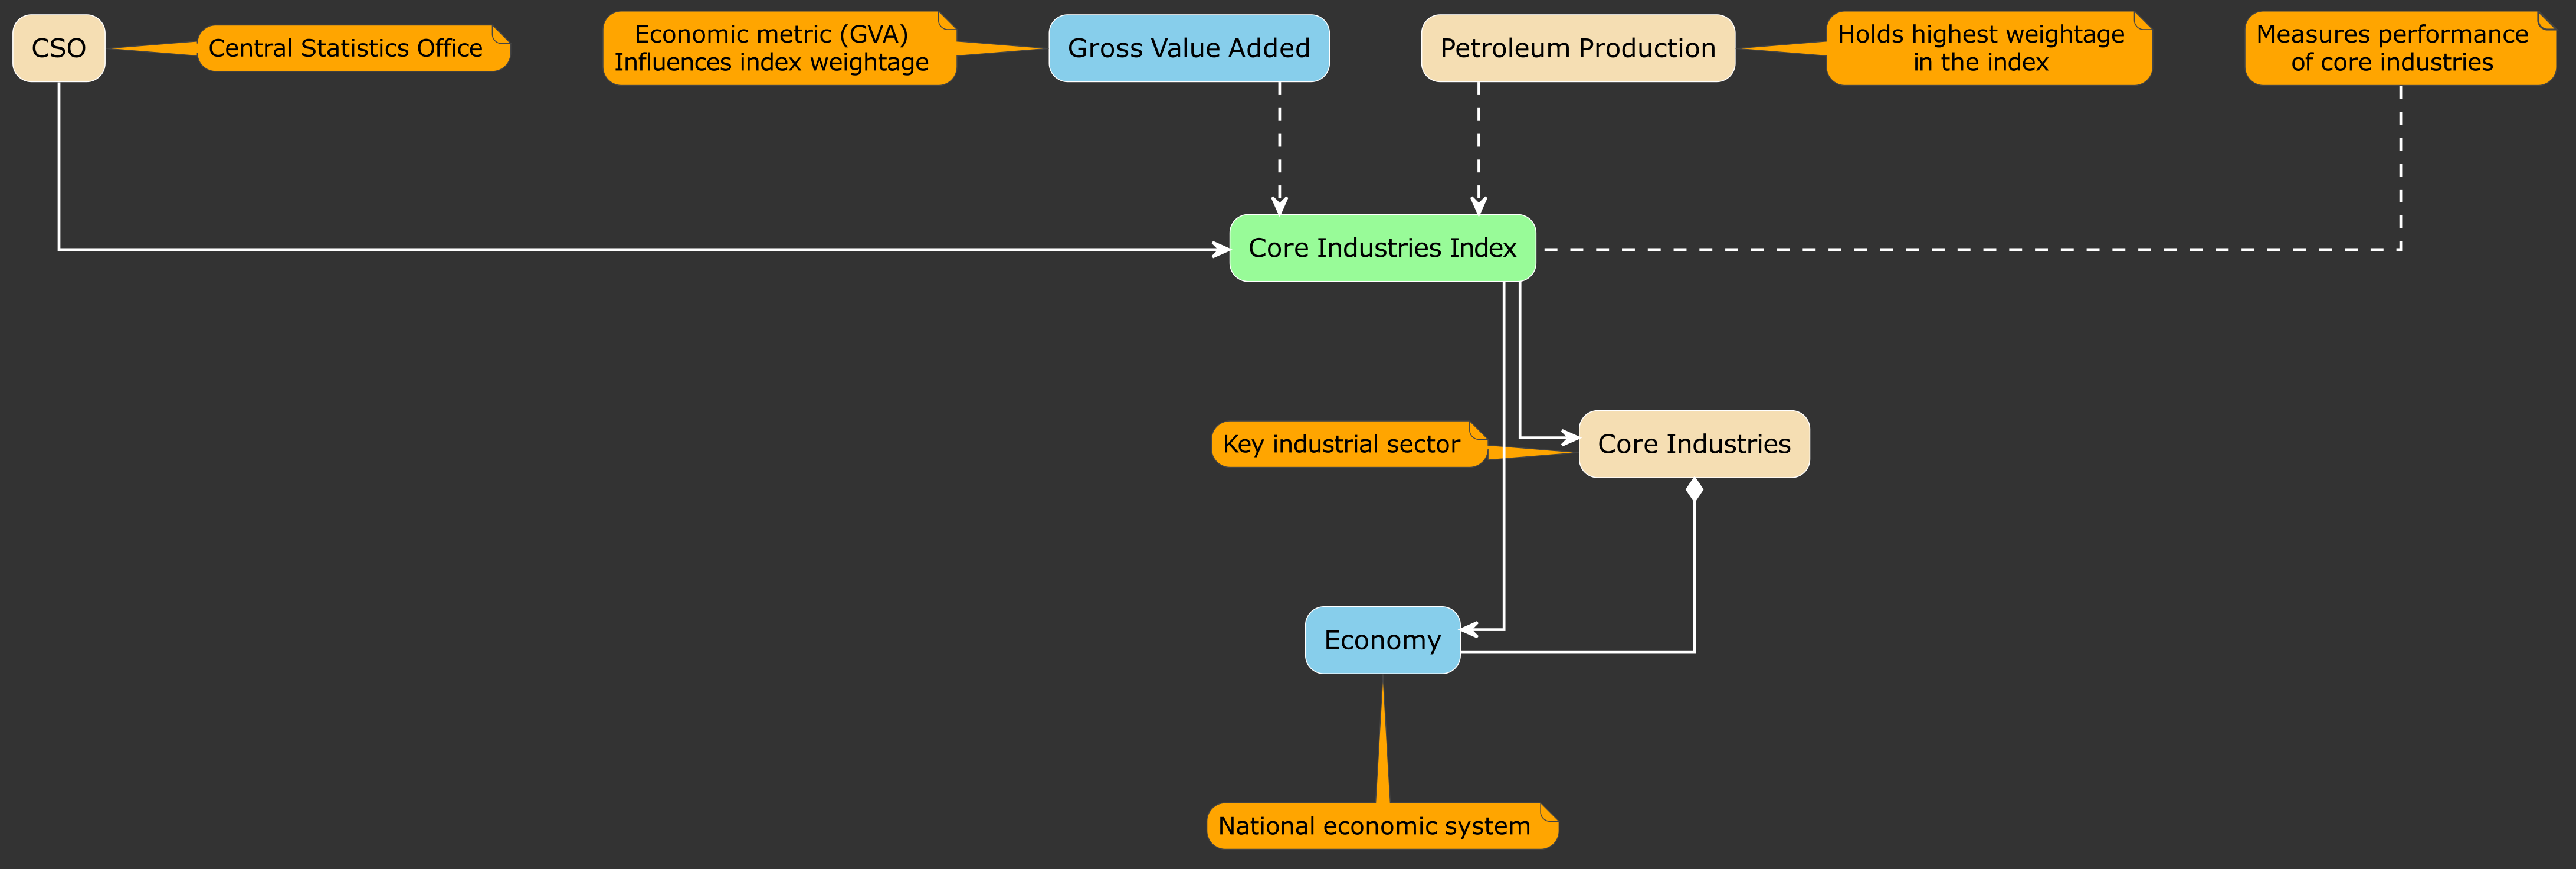 CSO
Central Statistics Office
Economic metric (GVA)
Influences index weightage
Gross Value Added
Petroleum Production
Holds highest weightage
in the index
Measures performance
of core industries
Core Industries Index
Key industrial sector
Core Industries
Economy
National economic system